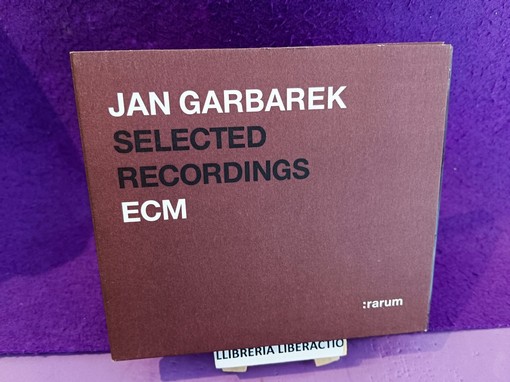 JAN GARBAREK
SELECTED
RECORDINGS
ECM
:rarum
LLIBRERIA LIBERACTIO